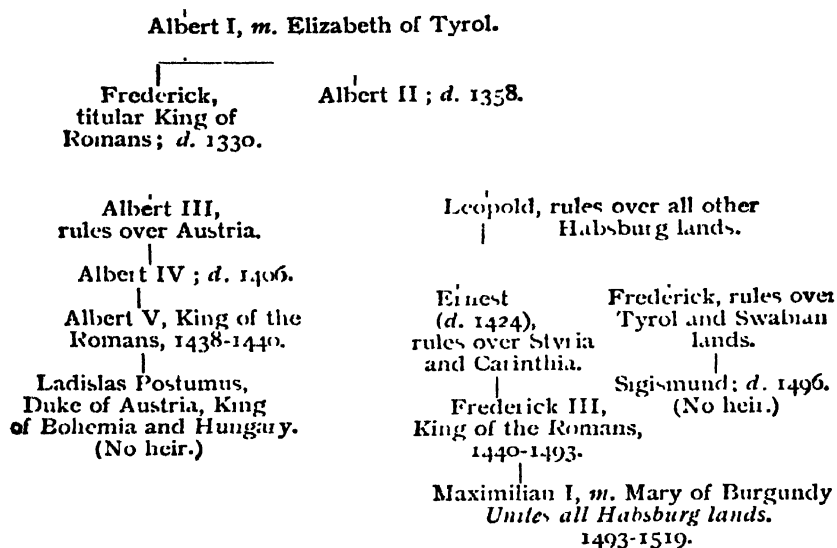 Albert I, m. Elizabeth of Tyrol.
Frederick,
titular King of
Romans; d. 1330.
Albert II ; d. 1358.
Albert III,
rules over Austria.
Albert IV ; d. 1406.
Albert V, King of the
Romans, 1438-1440.
Ladislas Postumus,
Duke of Austria, King
of Bohemia and Hungary.
(No heir.)
Leopold, rules over all other
Habsburg lands.
Ernest
(d. 1424),
rules over Styria
and Carinthia.
Frederick III,
King of the Romans,
1440-1493.
Frederick, rules over
Tyrol and Swabian
lands.
Sigismund; d. 1496.
(No heir.)
Maximilian I, m. Mary of Burgundy
Unites all Habsburg lands.
1493-1519.